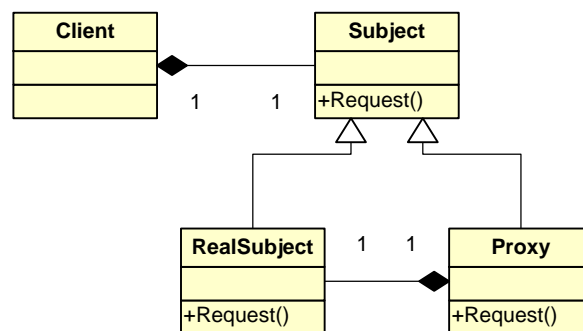 Client
Subject
1 1
+Request()
RealSubject
1 1
Proxy
+Request()
+Request()